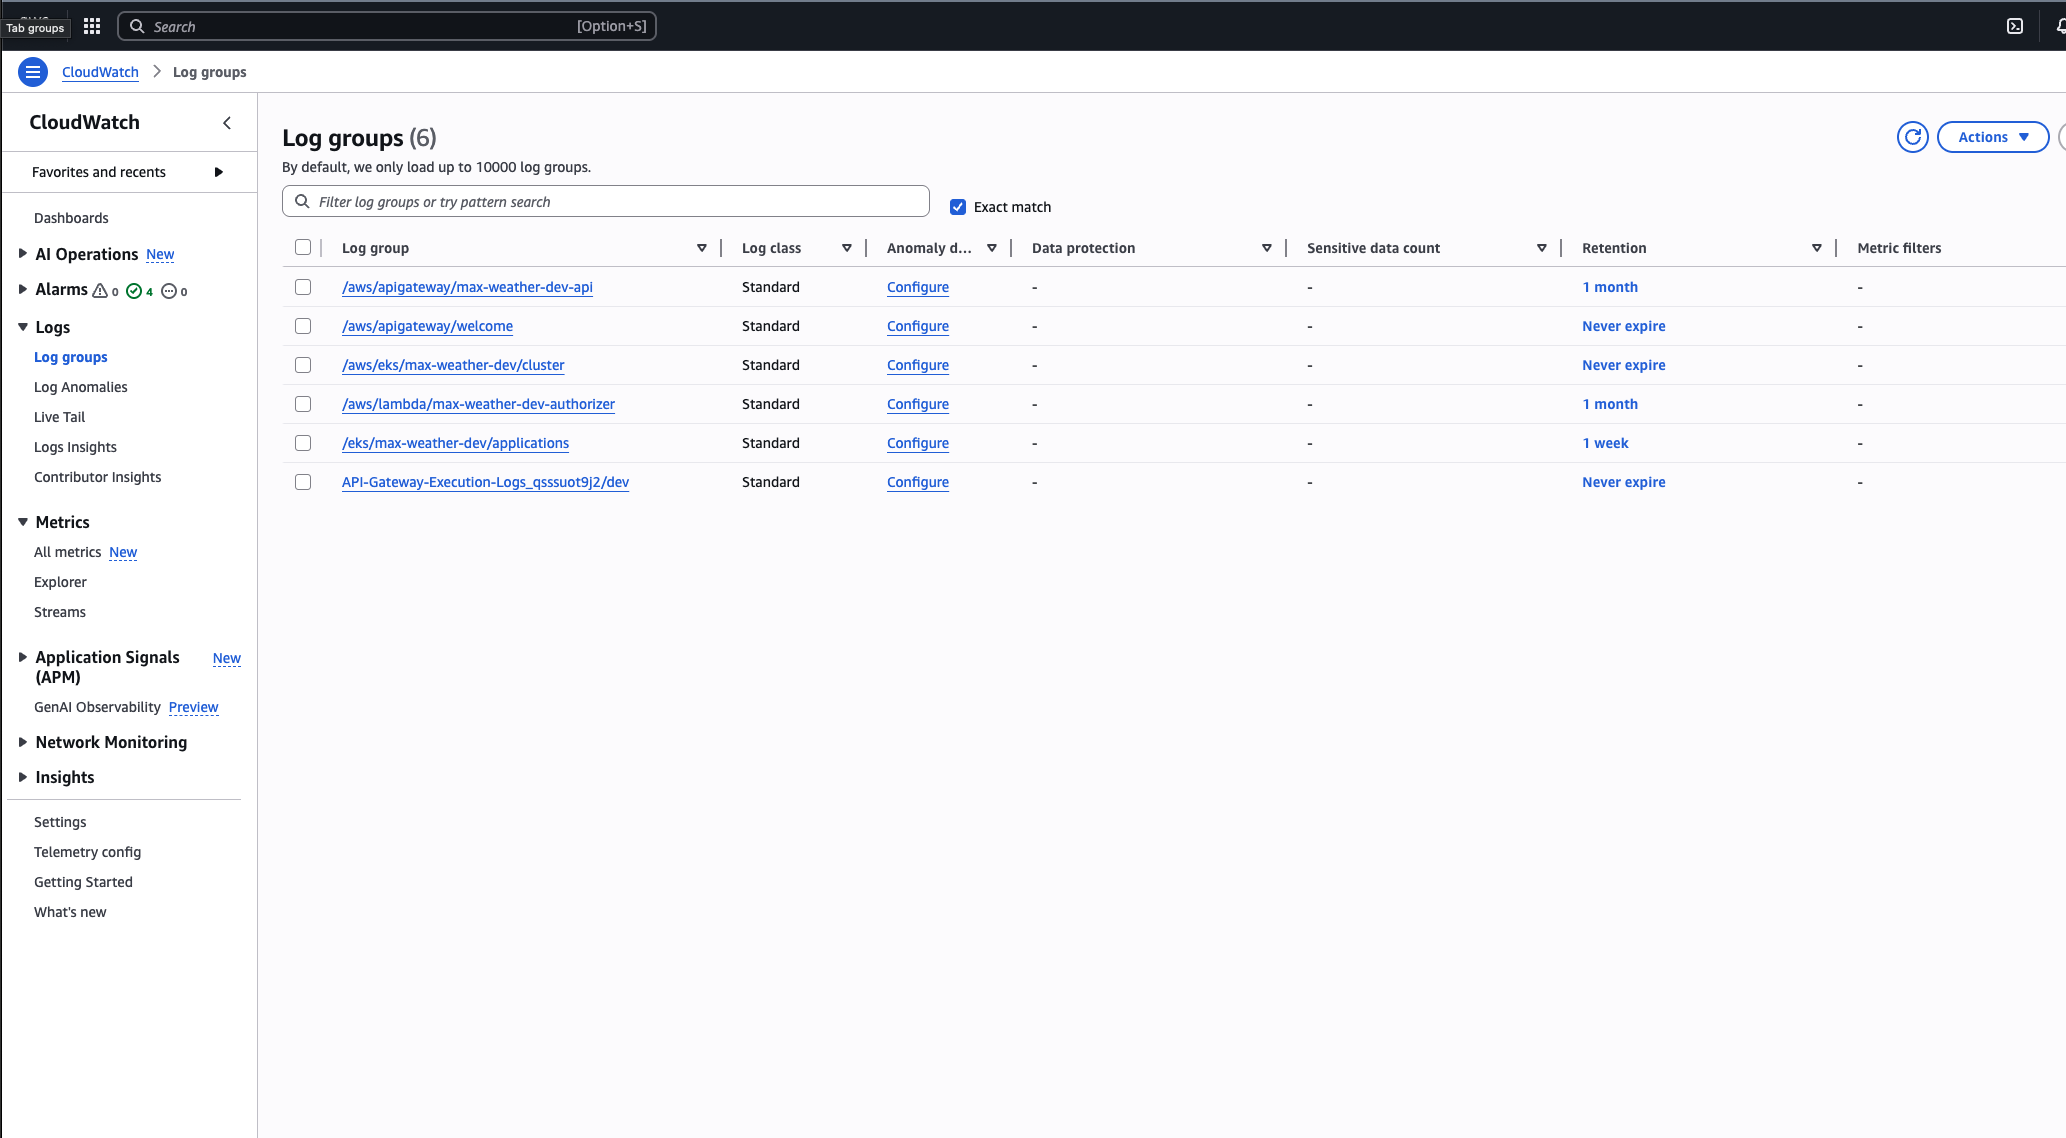 Tab groups
Search [Option+S]
CloudWatch > Log groups
CloudWatch
Favorites and recents
Dashboards
AI Operations New
Alarms 0 4 0
Logs
Log groups
Log Anomalies
Live Tail
Logs Insights
Contributor Insights
Metrics
All metrics New
Explorer
Streams
Application Signals New
(APM)
GenAI Observability Preview
Network Monitoring
Insights
Settings
Telemetry config
Getting Started
What's new
Log groups (6)
Actions
By default, we only load up to 10000 log groups.
Filter log groups or try pattern search
Exact match
Log group Log class Anomaly d... Data protection Sensitive data count Retention Metric filters
/aws/apigateway/max-weather-dev-api Standard Configure - - 1 month -
/aws/apigateway/welcome Standard Configure - - Never expire -
/aws/eks/max-weather-dev/cluster Standard Configure - - Never expire -
/aws/lambda/max-weather-dev-authorizer Standard Configure - - 1 month -
/eks/max-weather-dev/applications Standard Configure - - 1 week -
API-Gateway-Execution-Logs_qsssuot9j2/dev Standard Configure - - Never expire -